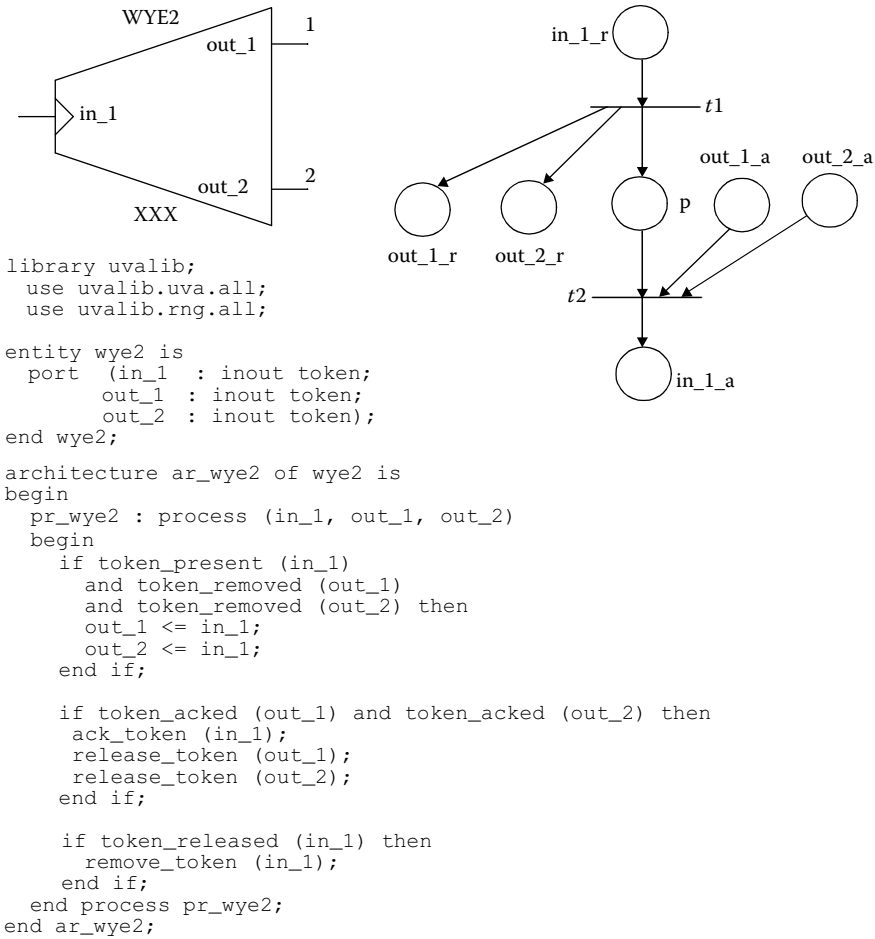 WYE2
out_1
1
in_1
out_2
2
XXX
in_1_r
t1
out_1_a
out_2_a
p
out_1_r
out_2_r
t2
in_1_a
library uvalib;
use uvalib.uva.all;
use uvalib.rng.all;
entity wye2 is
port (in_1 : inout token;
out_1 : inout token;
out_2 : inout token);
end wye2;
architecture ar_wye2 of wye2 is
begin
pr_wye2 : process (in_1, out_1, out_2)
begin
if token_present (in_1)
and token_removed (out_1)
and token_removed (out_2) then
out_1 <= in_1;
out_2 <= in_1;
end if;
if token_acked (out_1) and token_acked (out_2) then
ack_token (in_1);
release_token (out_1);
release_token (out_2);
end if;
if token_released (in_1) then
remove_token (in_1);
end if;
end process pr_wye2;
end ar_wye2;